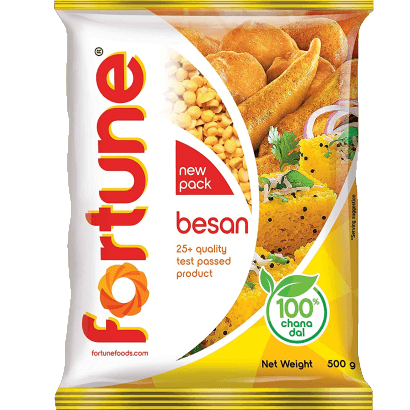 fortune®
new
pack
besan
25+ quality
test passed
product
*Serving suggestion
100%
chana
dal
fortunefoods.com
Net Weight 500 g